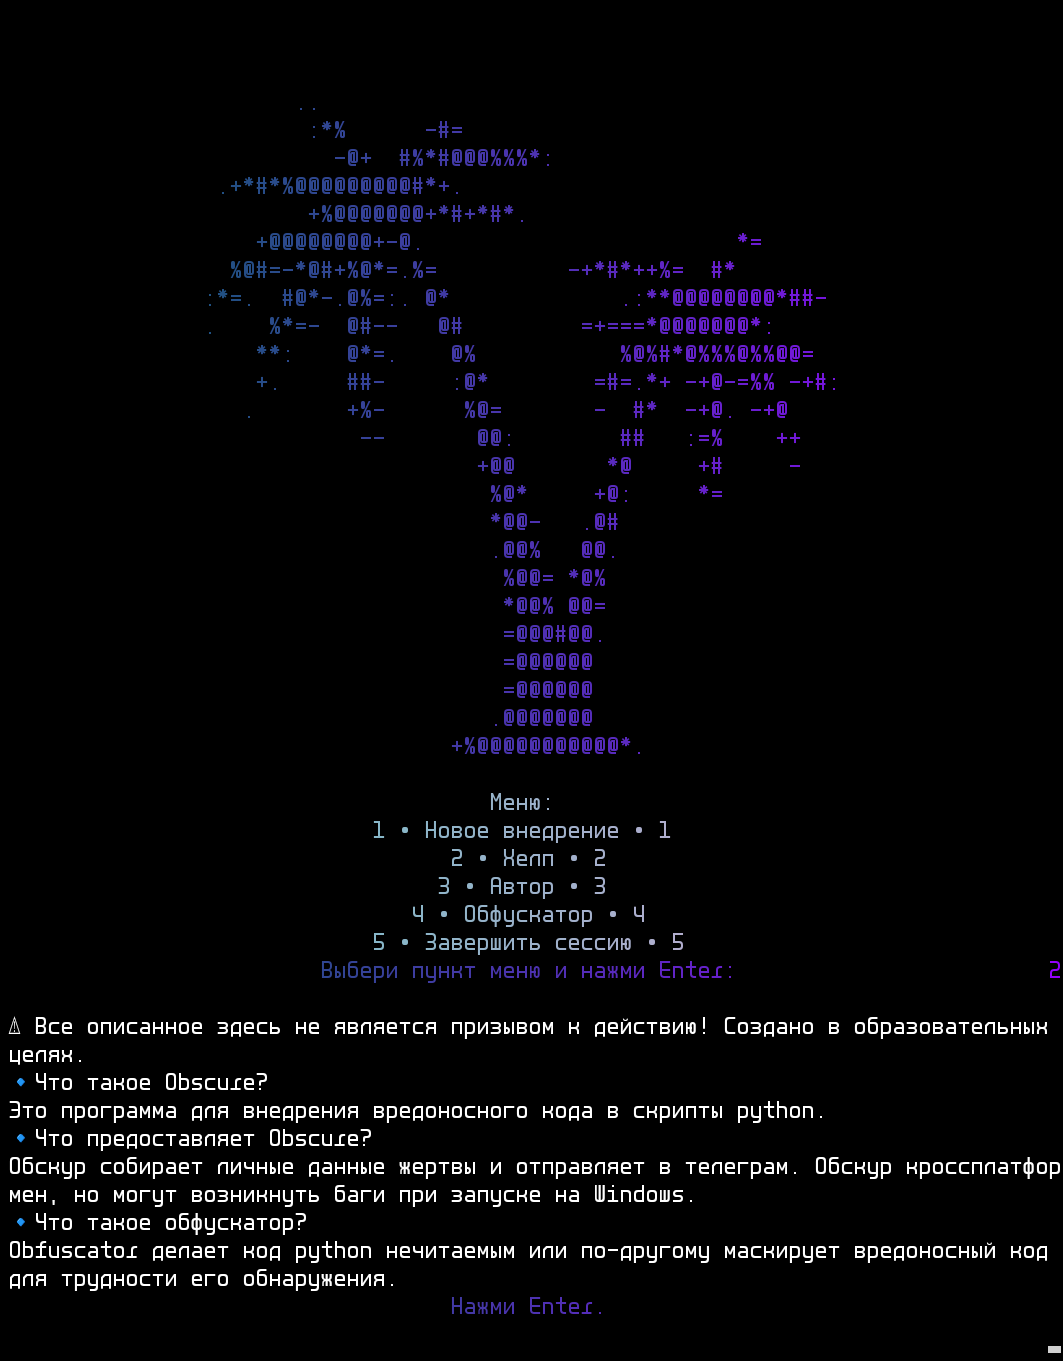 Меню:
1 • Новое внедрение • 1
2 • Хелп • 2
3 • Автор • 3
4 • Обфускатор • 4
5 • Завершить сессию • 5
Выбери пункт меню и нажми Enter: 2
⚠ Все описанное здесь не является призывом к действию! Создано в образовательных
целях.
🔹Что такое Obscure?
Это программа для внедрения вредоносного кода в скрипты python.
🔹Что предоставляет Obscure?
Обскур собирает личные данные жертвы и отправляет в телеграм. Обскур кроссплатфор
мен, но могут возникнуть баги при запуске на Windows.
🔹Что такое обфускатор?
Obfuscator делает код python нечитаемым или по-другому маскирует вредоносный код
для трудности его обнаружения.
Нажми Enter.